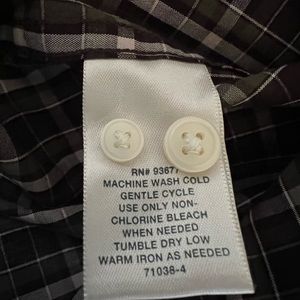 RN# 93677
MACHINE WASH COLD
GENTLE CYCLE
USE ONLY NON-
CHLORINE BLEACH
WHEN NEEDED
TUMBLE DRY LOW
WARM IRON AS NEEDED
71038-4